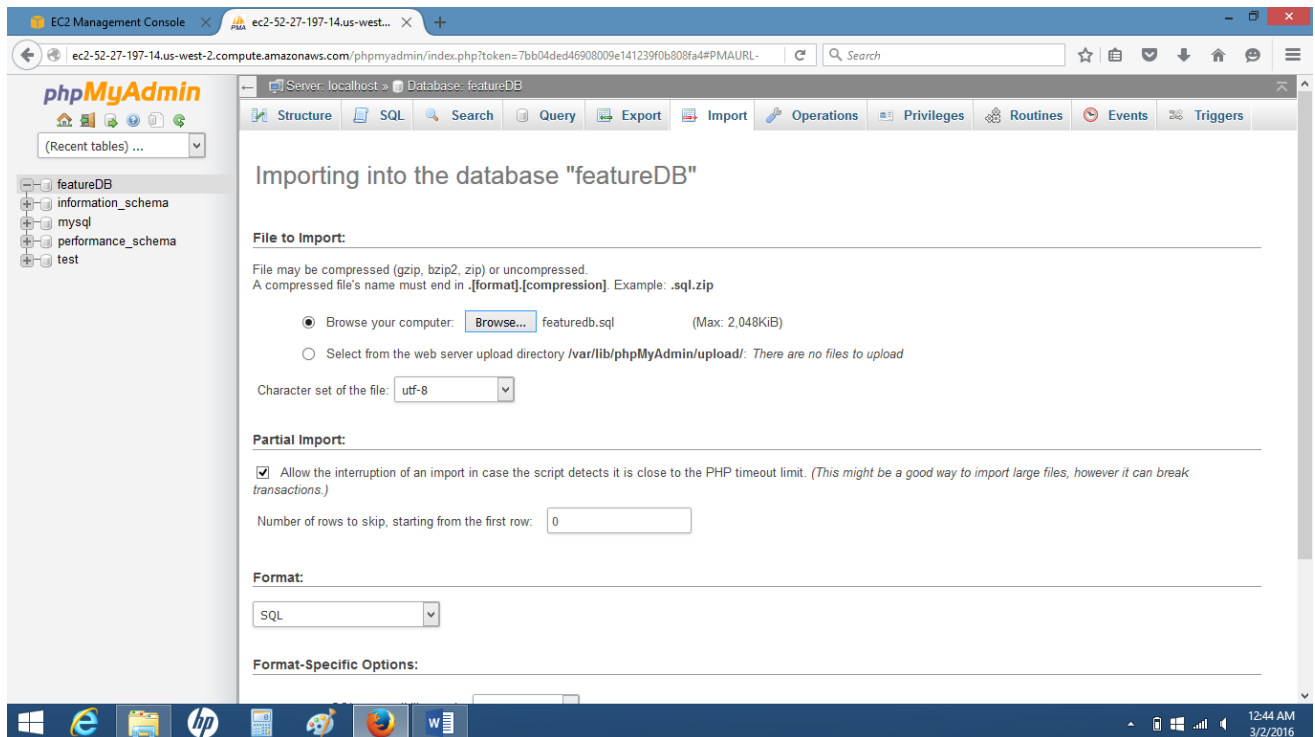 EC2 Management Console
PMA ec2-52-27-197-14.us-west...
ec2-52-27-197-14.us-west-2.compute.amazonaws.com/phpmyadmin/index.php?token=7bb04ded46908009e141239f0b808fa4#PMAURL-
Search
phpMyAdmin
(Recent tables) ...
featureDB
information_schema
mysql
performance_schema
test
Server: localhost » Database: featureDB
Structure SQL Search Query Export Import Operations Privileges Routines Events Triggers
Importing into the database "featureDB"
File to Import:
File may be compressed (gzip, bzip2, zip) or uncompressed.
A compressed file's name must end in .[format].[compression]. Example: .sql.zip
Browse your computer: Browse... featuredb.sql (Max: 2,048KiB)
Select from the web server upload directory /var/lib/phpMyAdmin/upload/: There are no files to upload
Character set of the file: utf-8
Partial Import:
Allow the interruption of an import in case the script detects it is close to the PHP timeout limit. (This might be a good way to import large files, however it can break
transactions.)
Number of rows to skip, starting from the first row: 0
Format:
SQL
Format-Specific Options:
hp
12:44 AM
3/2/2016